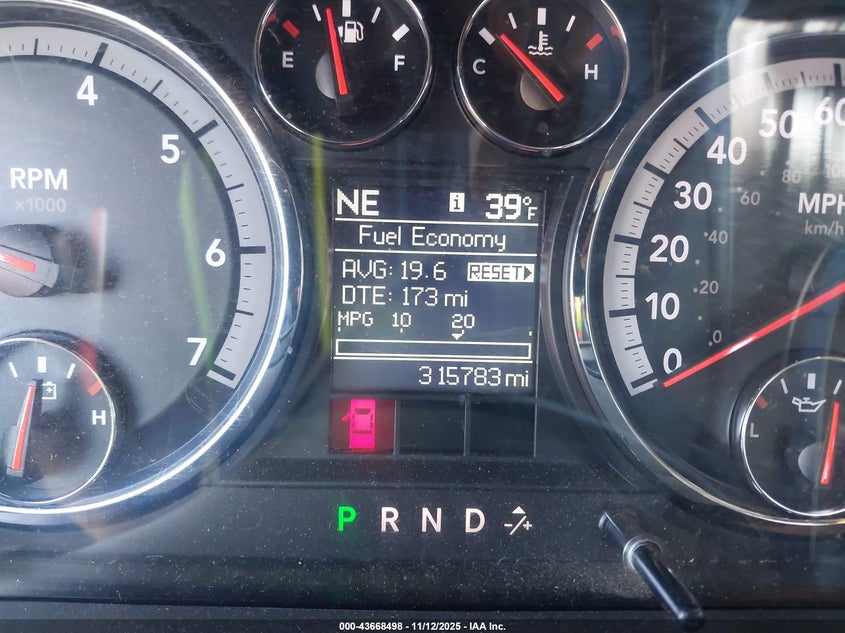 E
F
C
H
4
5
6
7
RPM
×1000
H
NE i 39°F
Fuel Economy
AVG: 19.6 RESET
DTE: 173 mi
MPG 10 20
315783 mi
P R N D -/+
0
10
20
30
40
50
60
.0
.20
40
60
80
MPH
km/h
L
000-43668498 - 11/12/2025 - IAA Inc.